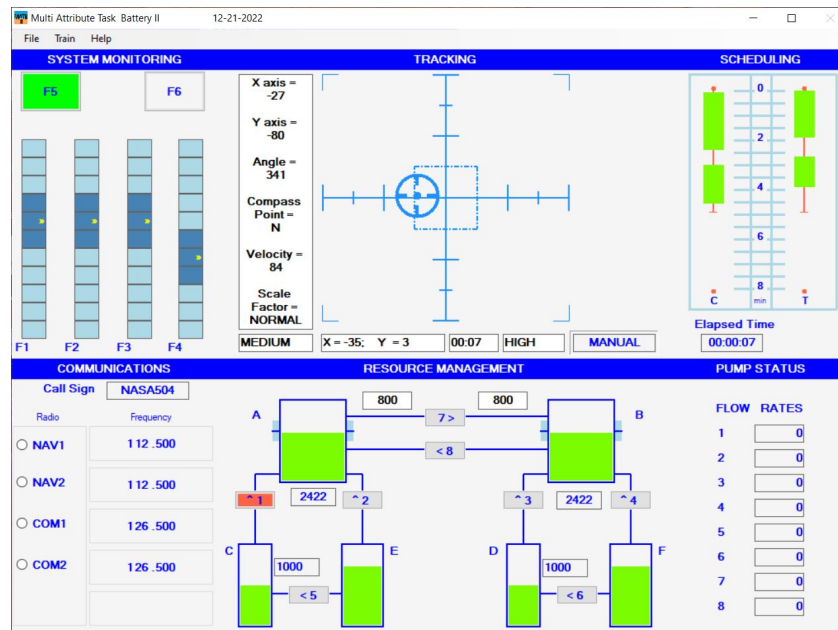 Multi Attribute Task Battery II 12-21-2022
File Train Help
SYSTEM MONITORING
F5 F6
F1 F2 F3 F4
TRACKING
X axis =
-27
Y axis =
-80
Angle =
341
Compass
Point =
N
Velocity =
84
Scale
Factor =
NORMAL
MEDIUM X = -35; Y = 3 00:07 HIGH MANUAL
SCHEDULING
0
2
4
6
8
C min T
Elapsed Time
00:00:07
COMMUNICATIONS
Call Sign NASA504
Radio Frequency
NAV1 112.500
NAV2 112.500
COM1 126.500
COM2 126.500
RESOURCE MANAGEMENT
800 800
A 7 > B
< 8
^ 1 2422 ^ 2 ^ 3 2422 ^ 4
C E D F
1000 1000
< 5 < 6
PUMP STATUS
FLOW RATES
1 0
2 0
3 0
4 0
5 0
6 0
7 0
8 0